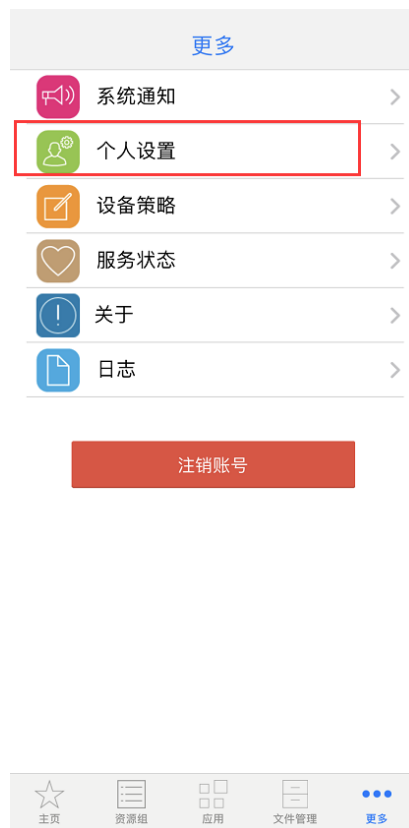 更多
系统通知
个人设置
设备策略
服务状态
关于
日志
注销账号
主页 资源组 应用 文件管理 更多